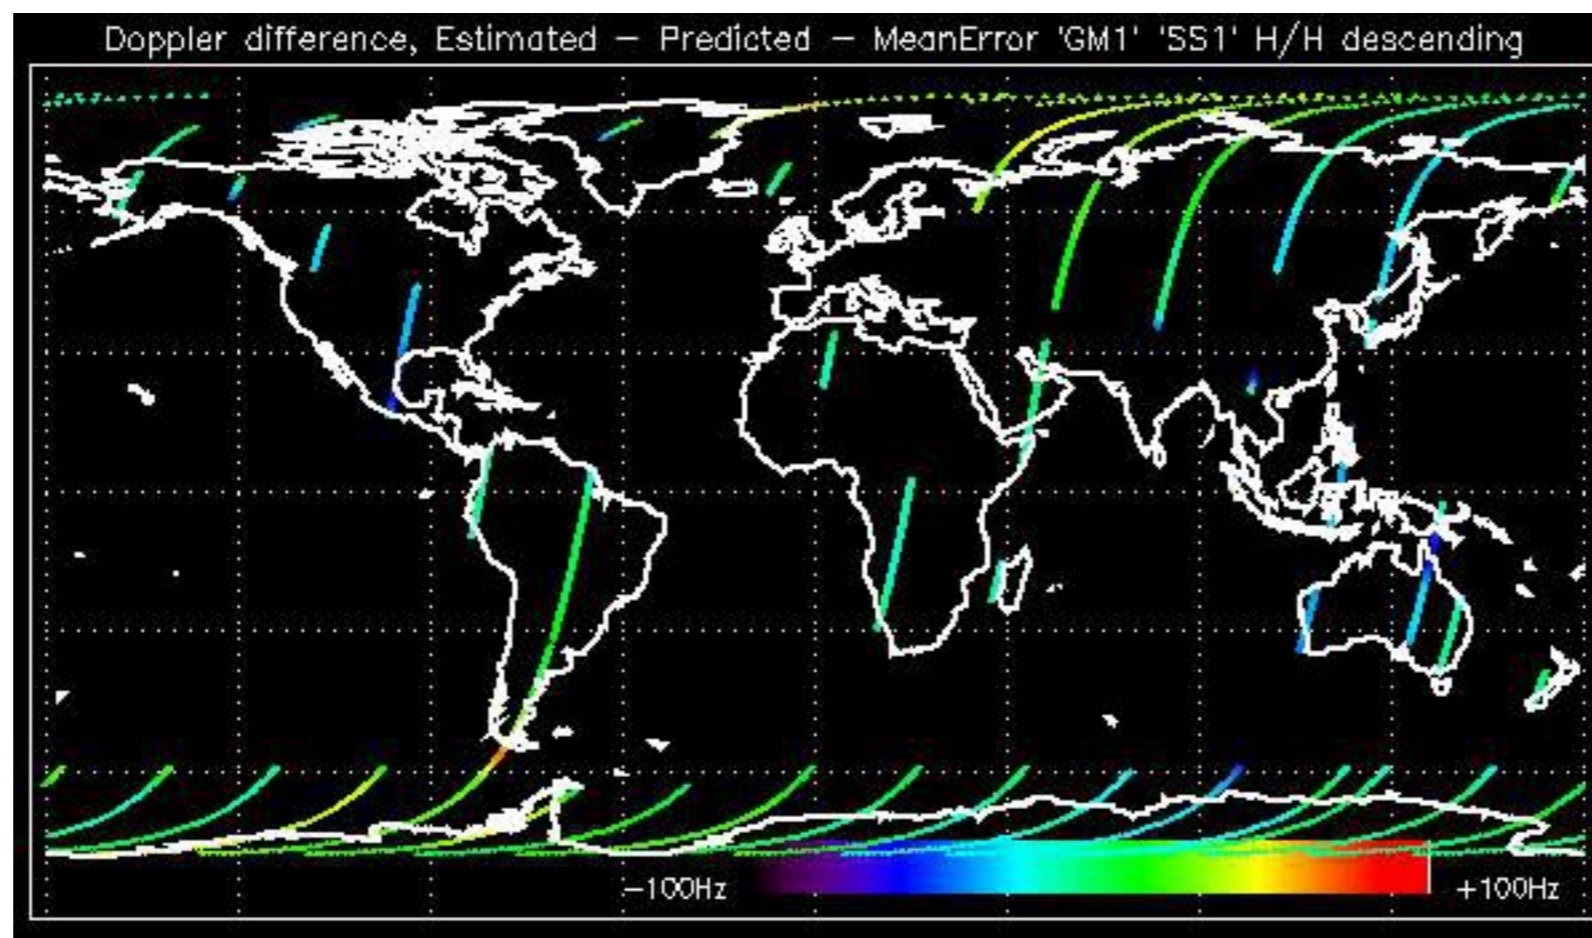 Doppler difference, Estimated – Predicted – MeanError 'GM1' 'SS1' H/H descending
–100Hz
+100Hz